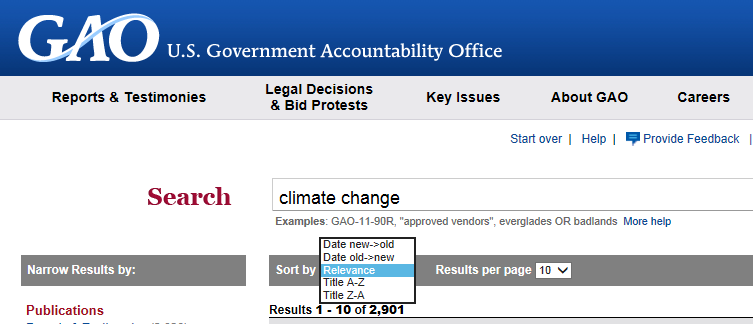 GAO U.S. Government Accountability Office
Reports & Testimonies
Legal Decisions
& Bid Protests
Key Issues
About GAO
Careers
Start over | Help | Provide Feedback |
Search
climate change
Examples: GAO-11-90R, "approved vendors", everglades OR badlands More help
Narrow Results by:
Sort by
Date new->old
Date old->new
Relevance
Title A-Z
Title Z-A
Results per page 10
Publications
Results 1 - 10 of 2,901